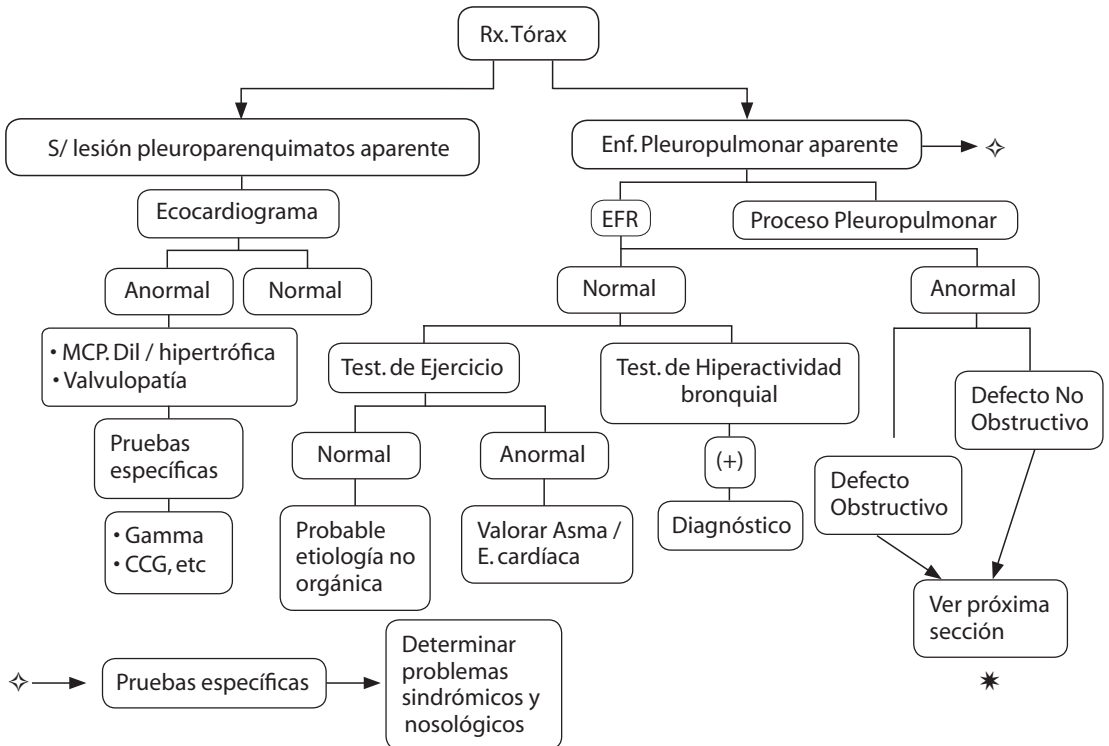 Rx. Tórax
S/ lesión pleuroparenquimatos aparente
Enf. Pleuropulmonar aparente
Ecocardiograma
EFR
Proceso Pleuropulmonar
Anormal
Normal
Normal
Anormal
• MCP. Dil / hipertrófica
• Valvulopatía
Test. de Ejercicio
Test. de Hiperactividad
bronquial
Defecto No
Obstructivo
Pruebas
específicas
Normal
Anormal
(+)
Defecto
Obstructivo
• Gamma
• CCG, etc
Probable
etiología no
orgánica
Valorar Asma /
E. cardíaca
Diagnóstico
Ver próxima
sección
Pruebas específicas
Determinar
problemas
sindrómicos y
nosológicos